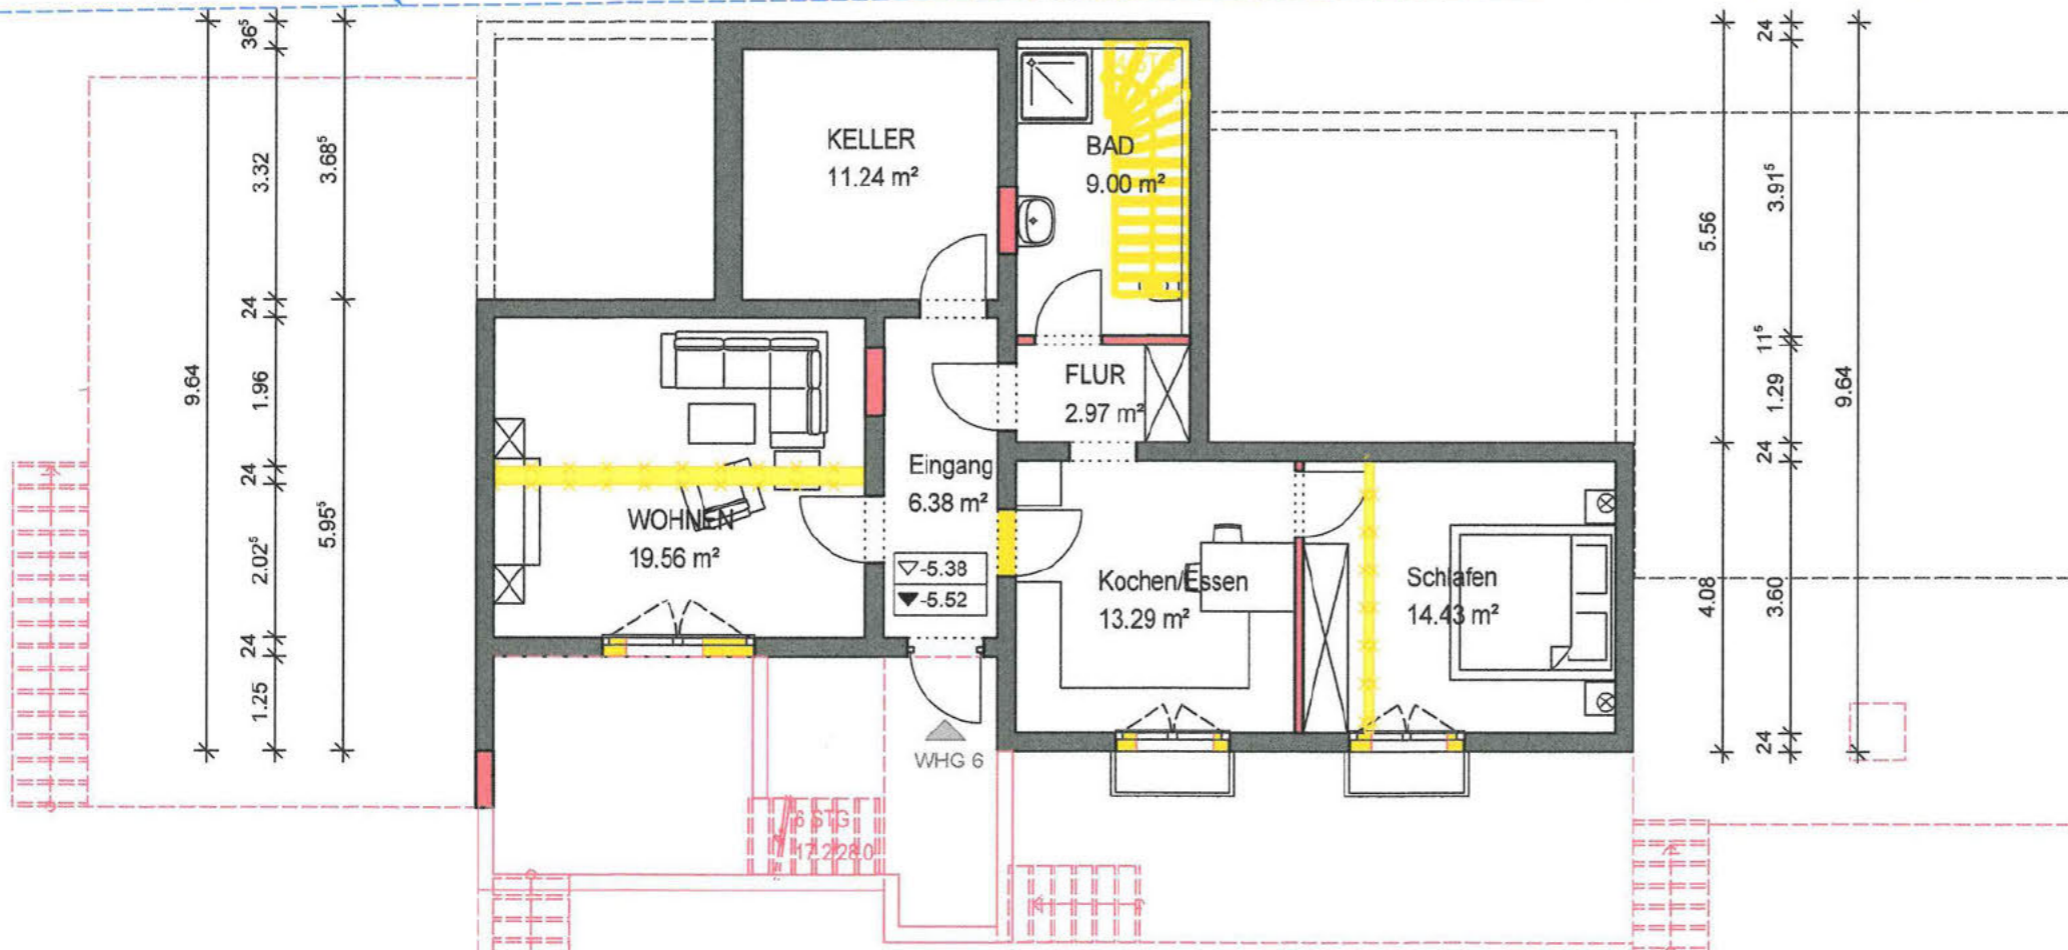 36⁵
3.32
24
1.96
24
2.02⁵
24
1.25
9.64
3.68⁵
5.95⁵
KELLER
11.24 m²
BAD
9.00 m²
FLUR
2.97 m²
Eingang
6.38 m²
WOHNEN
19.56 m²
-5.38
-5.52
Kochen/Essen
13.29 m²
Schlafen
14.43 m²
WHG 6
6 STG
5.56
4.08
24
3.91⁵
11⁵
1.29
24
3.60
24
9.64